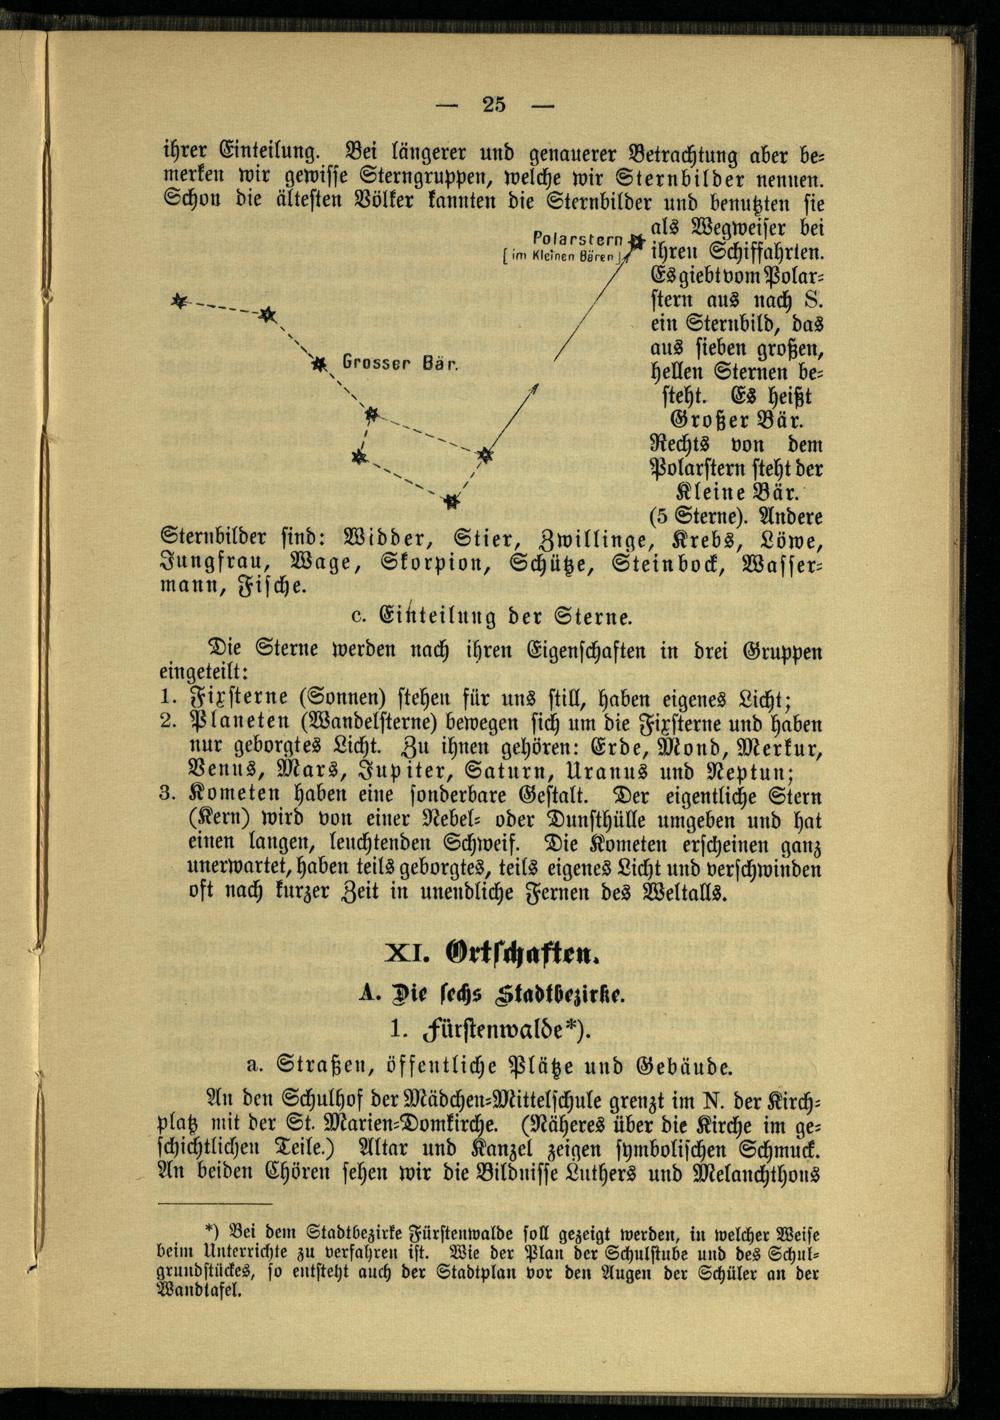 — 25 —
ihrer Einteilung. Bei längerer und genauerer Betrachtung aber be-
merken wir gewisse Sterngruppen, welche wir Sternbilder nennen.
Schon die ältesten Völker kannten die Sternbilder und benutzten sie
als Wegweiser bei
ihren Schiffahrten.
Es giebt vom Polar-
stern aus nach S.
ein Sternbild, das
aus sieben großen,
hellen Sternen be-
steht. Es heißt
Großer Bär.
Rechts von dem
Polarstern steht der
Kleine Bär.
(5 Sterne). Andere
Polarstern
[im Kleinen Bären]
Grosser Bär.
Sternbilder sind: Widder, Stier, Zwillinge, Krebs, Löwe,
Jungfrau, Wage, Skorpion, Schütze, Steinbock, Wasser-
mann, Fische.
c. Einteilung der Sterne.
Die Sterne werden nach ihren Eigenschaften in drei Gruppen
eingeteilt:
1. Fixsterne (Sonnen) stehen für uns still, haben eigenes Licht;
2. Planeten (Wandelsterne) bewegen sich um die Fixsterne und haben
nur geborgtes Licht. Zu ihnen gehören: Erde, Mond, Merkur,
Venus, Mars, Jupiter, Saturn, Uranus und Neptun;
3. Kometen haben eine sonderbare Gestalt. Der eigentliche Stern
(Kern) wird von einer Nebel- oder Dunsthülle umgeben und hat
einen langen, leuchtenden Schweif. Die Kometen erscheinen ganz
unerwartet, haben teils geborgtes, teils eigenes Licht und verschwinden
oft nach kurzer Zeit in unendliche Fernen des Weltalls.
XI. Ortschaften.
A. Die sechs Stadtbezirke.
1. Fürstenwalde*).
a. Straßen, öffentliche Plätze und Gebäude.
An den Schulhof der Mädchen-Mittelschule grenzt im N. der Kirch-
platz mit der St. Marien-Domkirche. (Näheres über die Kirche im ge-
schichtlichen Teile.) Altar und Kanzel zeigen symbolischen Schmuck.
An beiden Chören sehen wir die Bildnisse Luthers und Melanchthons
*) Bei dem Stadtbezirke Fürstenwalde soll gezeigt werden, in welcher Weise
beim Unterrichte zu verfahren ist. Wie der Plan der Schulstube und des Schul-
grundstückes, so entsteht auch der Stadtplan vor den Augen der Schüler an der
Wandtafel.